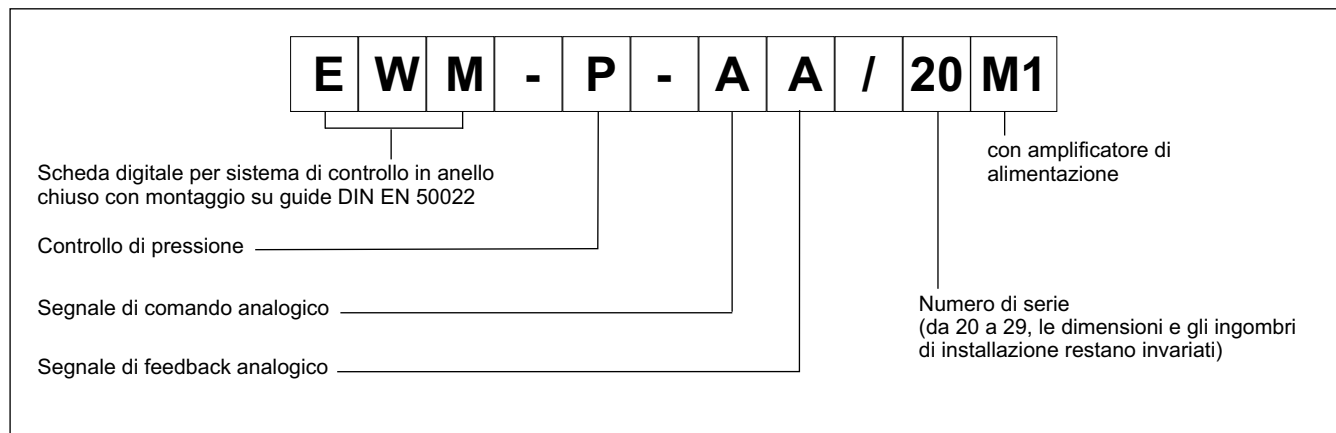 E W M - P - A A / 20 M1
Scheda digitale per sistema di controllo in anello
chiuso con montaggio su guide DIN EN 50022
con amplificatore di
alimentazione
Controllo di pressione
Segnale di comando analogico
Numero di serie
(da 20 a 29, le dimensioni e gli ingombri
di installazione restano invariati)
Segnale di feedback analogico